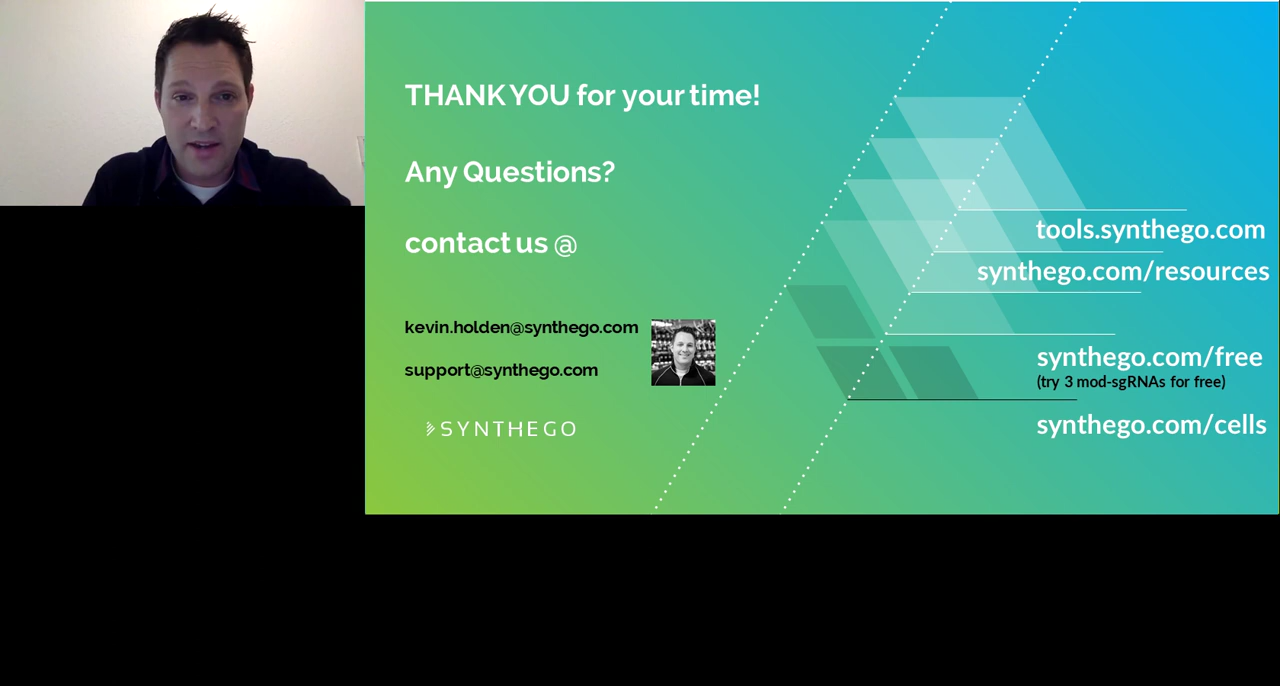 THANK YOU for your time!
Any Questions?
contact us @
kevin.holden@synthego.com
support@synthego.com
SYNTHEGO
tools.synthego.com
synthego.com/resources
synthego.com/free
(try 3 mod-sgRNAs for free)
synthego.com/cells